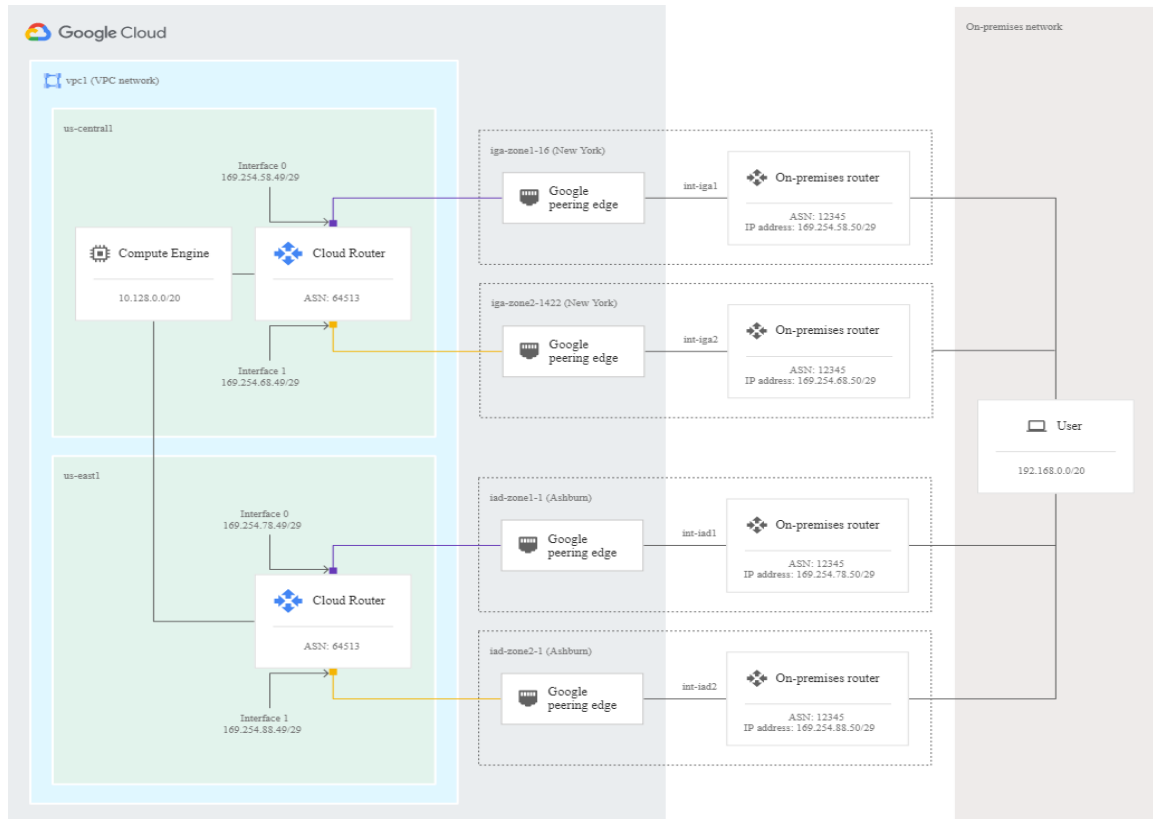 Google Cloud
On-premises network
vpc1 (VPC network)
us-central1
Interface 0
169.254.58.49/29
Compute Engine
10.128.0.0/20
Cloud Router
ASN: 64513
Interface 1
169.254.68.49/29
iga-zone1-16 (New York)
Google
peering edge
int-iga1
On-premises router
ASN: 12345
IP address: 169.254.58.50/29
iga-zone2-1422 (New York)
Google
peering edge
int-iga2
On-premises router
ASN: 12345
IP address: 169.254.68.50/29
User
192.168.0.0/20
us-east1
Interface 0
169.254.78.49/29
Cloud Router
ASN: 64513
Interface 1
169.254.88.49/29
iad-zone1-1 (Ashburn)
Google
peering edge
int-iad1
On-premises router
ASN: 12345
IP address: 169.254.78.50/29
iad-zone2-1 (Ashburn)
Google
peering edge
int-iad2
On-premises router
ASN: 12345
IP address: 169.254.88.50/29